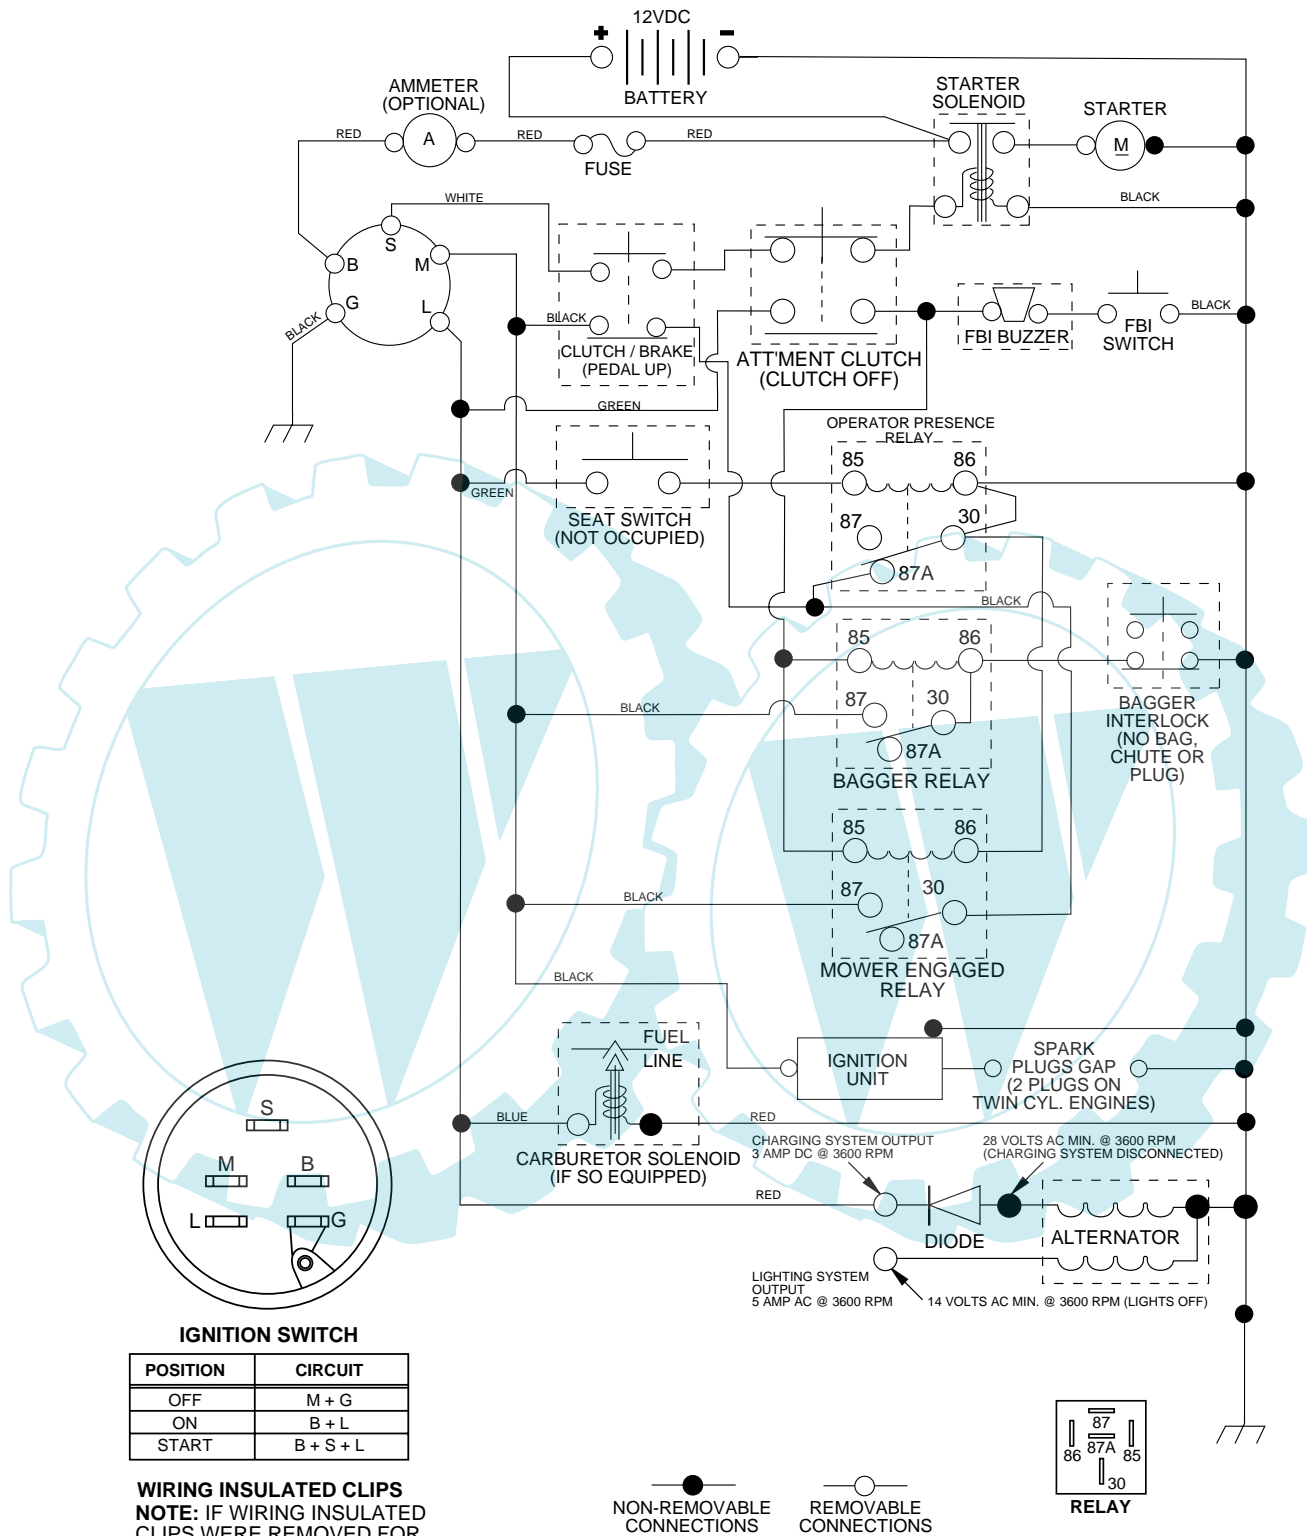 12VDC
+
-
BATTERY
AMMETER
(OPTIONAL)
RED
A
RED
FUSE
RED
STARTER
SOLENOID
STARTER
M
BLACK
WHITE
S
B
M
G
L
BLACK
BLACK
CLUTCH / BRAKE
(PEDAL UP)
ATT'MENT CLUTCH
(CLUTCH OFF)
FBI BUZZER
FBI
SWITCH
BLACK
GREEN
GREEN
SEAT SWITCH
(NOT OCCUPIED)
OPERATOR PRESENCE
RELAY
85
86
87
30
87A
BLACK
85
86
87
30
87A
BLACK
BAGGER RELAY
BAGGER
INTERLOCK
(NO BAG,
CHUTE OR
PLUG)
85
86
87
30
87A
BLACK
MOWER ENGAGED
RELAY
BLACK
FUEL
LINE
BLUE
CARBURETOR SOLENOID
(IF SO EQUIPPED)
IGNITION
UNIT
SPARK
PLUGS GAP
(2 PLUGS ON
TWIN CYL. ENGINES)
RED
CHARGING SYSTEM OUTPUT
3 AMP DC @ 3600 RPM
28 VOLTS AC MIN. @ 3600 RPM
(CHARGING SYSTEM DISCONNECTED)
RED
DIODE
ALTERNATOR
LIGHTING SYSTEM
OUTPUT
5 AMP AC @ 3600 RPM
14 VOLTS AC MIN. @ 3600 RPM (LIGHTS OFF)
S
M
B
L
G
IGNITION SWITCH
POSITION CIRCUIT
OFF M + G
ON B + L
START B + S + L
WIRING INSULATED CLIPS
NOTE: IF WIRING INSULATED
CLIPS WERE REMOVED FOR
NON-REMOVABLE
CONNECTIONS
REMOVABLE
CONNECTIONS
87
86
87A
85
30
RELAY